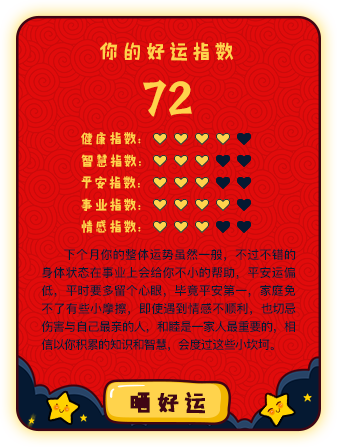 你的好运指数
72
健康指数：
智慧指数：
平安指数：
事业指数：
情感指数：
下个月你的整体运势虽然一般，不过不错的
身体状态在事业上会给你不小的帮助，平安运偏
低，平时要多留个心眼，毕竟平安第一，家庭免
不了有些小摩擦，即使遇到情感不顺利，也切忌
伤害与自己最亲的人，和睦是一家人最重要的，相
信以你积累的知识和智慧，会度过这些小坎坷。
晒好运